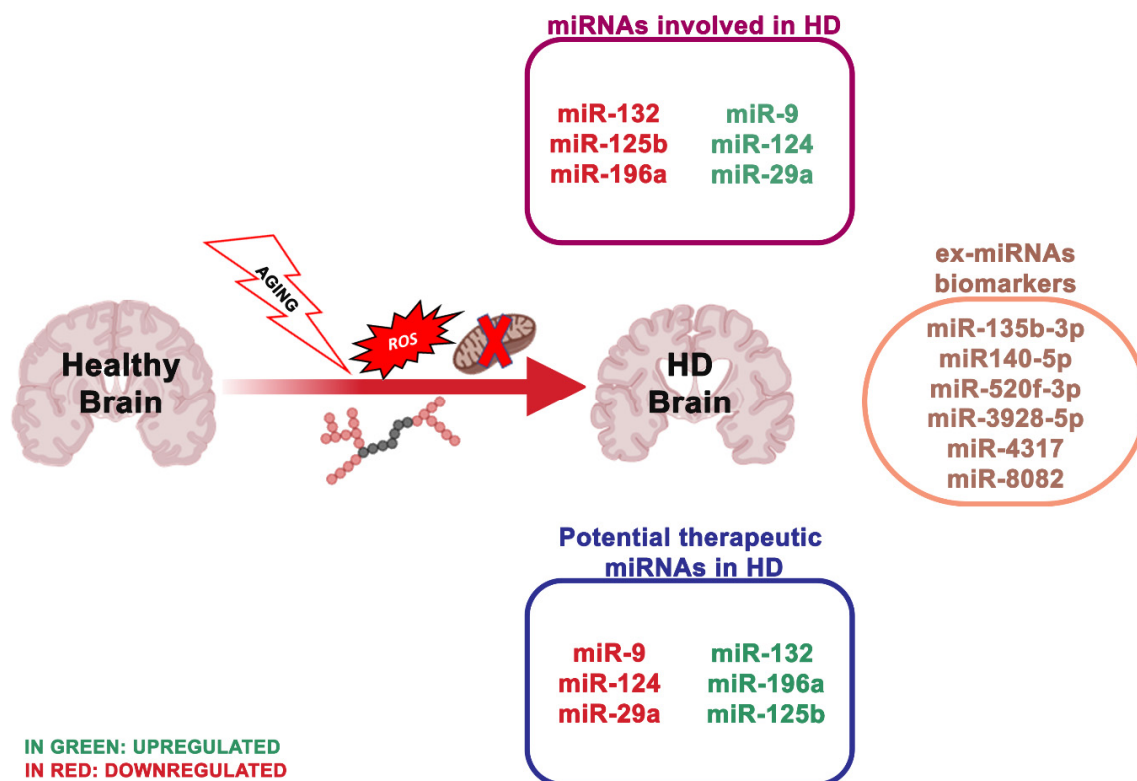 miRNAs involved in HD
miR-132
miR-125b
miR-196a
miR-9
miR-124
miR-29a
AGING
ROS
Healthy
Brain
HD
Brain
ex-miRNAs
biomarkers
miR-135b-3p
miR140-5p
miR-520f-3p
miR-3928-5p
miR-4317
miR-8082
Potential therapeutic
miRNAs in HD
miR-9
miR-124
miR-29a
miR-132
miR-196a
miR-125b
IN GREEN: UPREGULATED
IN RED: DOWNREGULATED